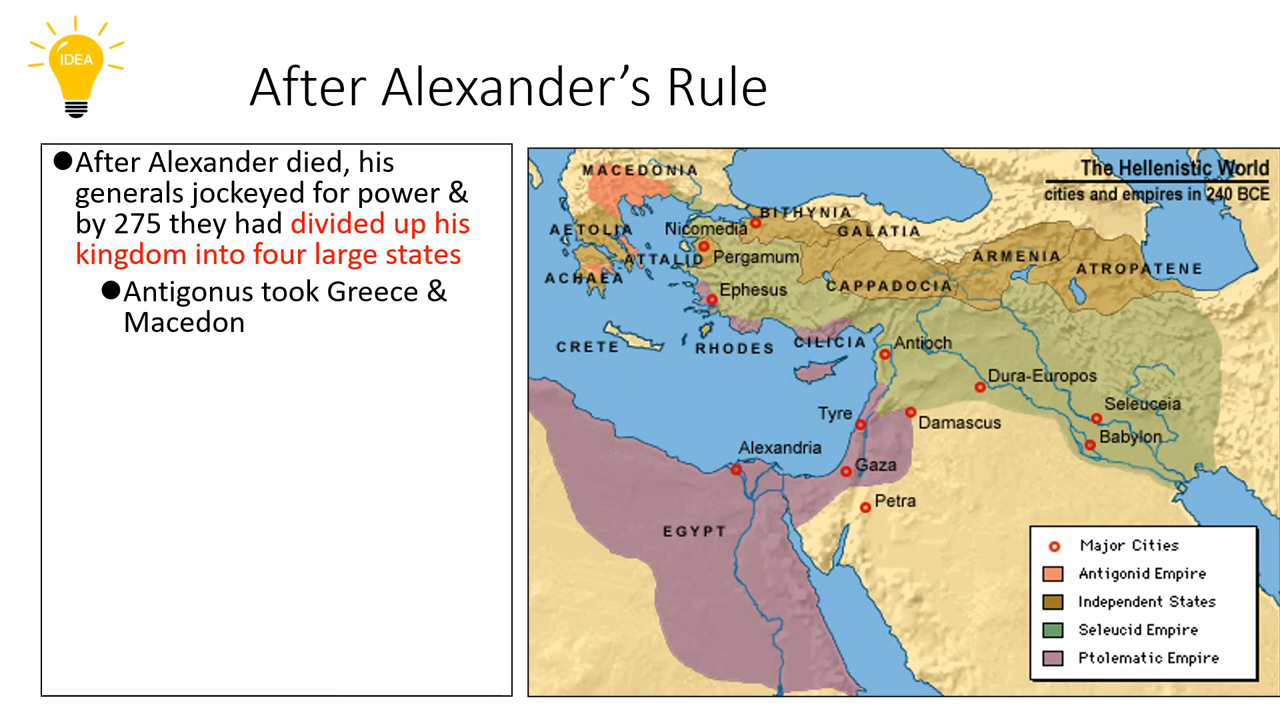 IDEA
After Alexander’s Rule
●After Alexander died, his
generals jockeyed for power &
by 275 they had divided up his
kingdom into four large states
●Antigonus took Greece &
Macedon
The Hellenistic World
cities and empires in 240 BCE
MACEDONIA
BITHYNIA
AETOLIA
Nicomedia
GALATIA
ATTALID
Pergamum
ARMENIA
ATROPATENE
ACHAEA
Ephesus
CAPPADOCIA
CRETE
RHODES
CILICIA
Antioch
Dura-Europos
Tyre
Damascus
Seleuceia
Babylon
Alexandria
Gaza
Petra
EGYPT
Major Cities
Antigonid Empire
Independent States
Seleucid Empire
Ptolematic Empire